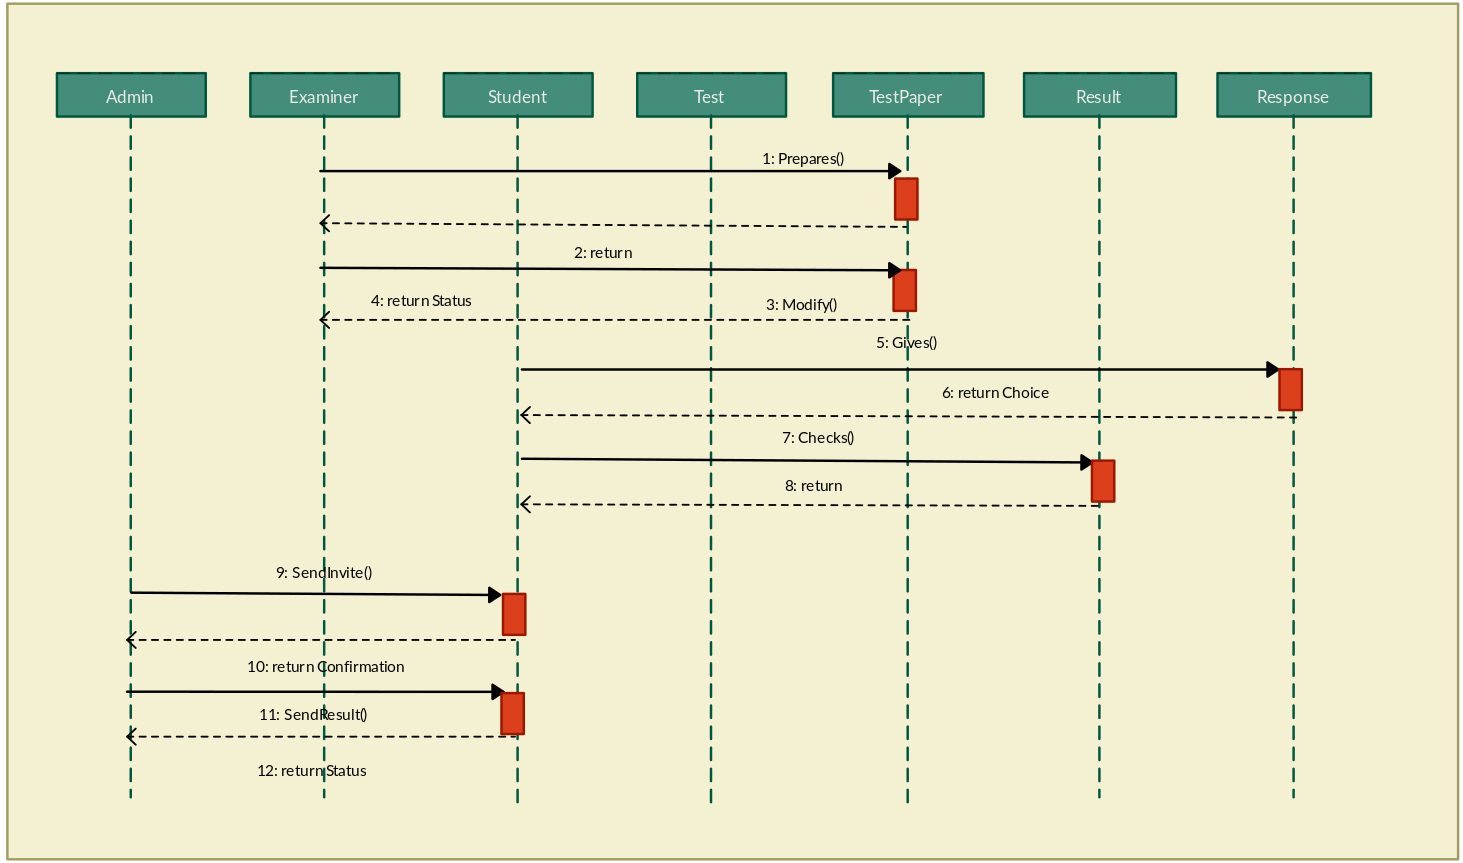 Admin
Examiner
Student
Test
TestPaper
Result
Response
1: Prepares()
2: return
4: return Status
3: Modify()
5: Gives()
6: return Choice
7: Checks()
8: return
9: SendInvite()
10: return Confirmation
11: SendResult()
12: return Status